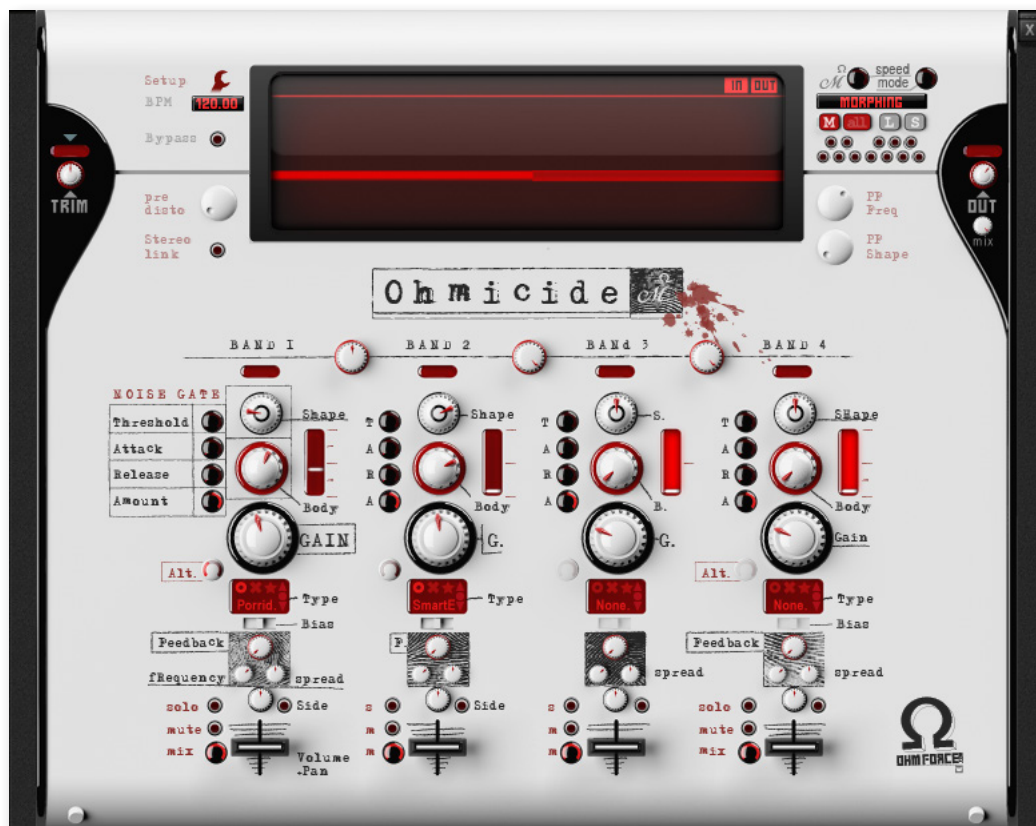 X
Setup
BPM 120.00
Bypass
IN OUT
speed
mode
MORPHING
M all L S
TRIM
pre
disto
Stereo
link
PP
Freq
PP
Shape
OUT
mix
Ohmicide
BAND 1 BAND 2 BANd 3 BAND 4
NOISE GATE
Threshold Shape T Shape T S. T SHape
Attack A A A
Release R R R
Amount A A A
Body Body B. Body
GAIN G. G. Gain
Alt. Alt.
Porrid. Type SmartE Type None. None. Type
Bias Bias
Feedback F. Feedback
fRequency spread spread spread
solo Side s Side s solo
mute m m mute
mix m m mix
Volume
.Pan
Ω
OHM FORCE